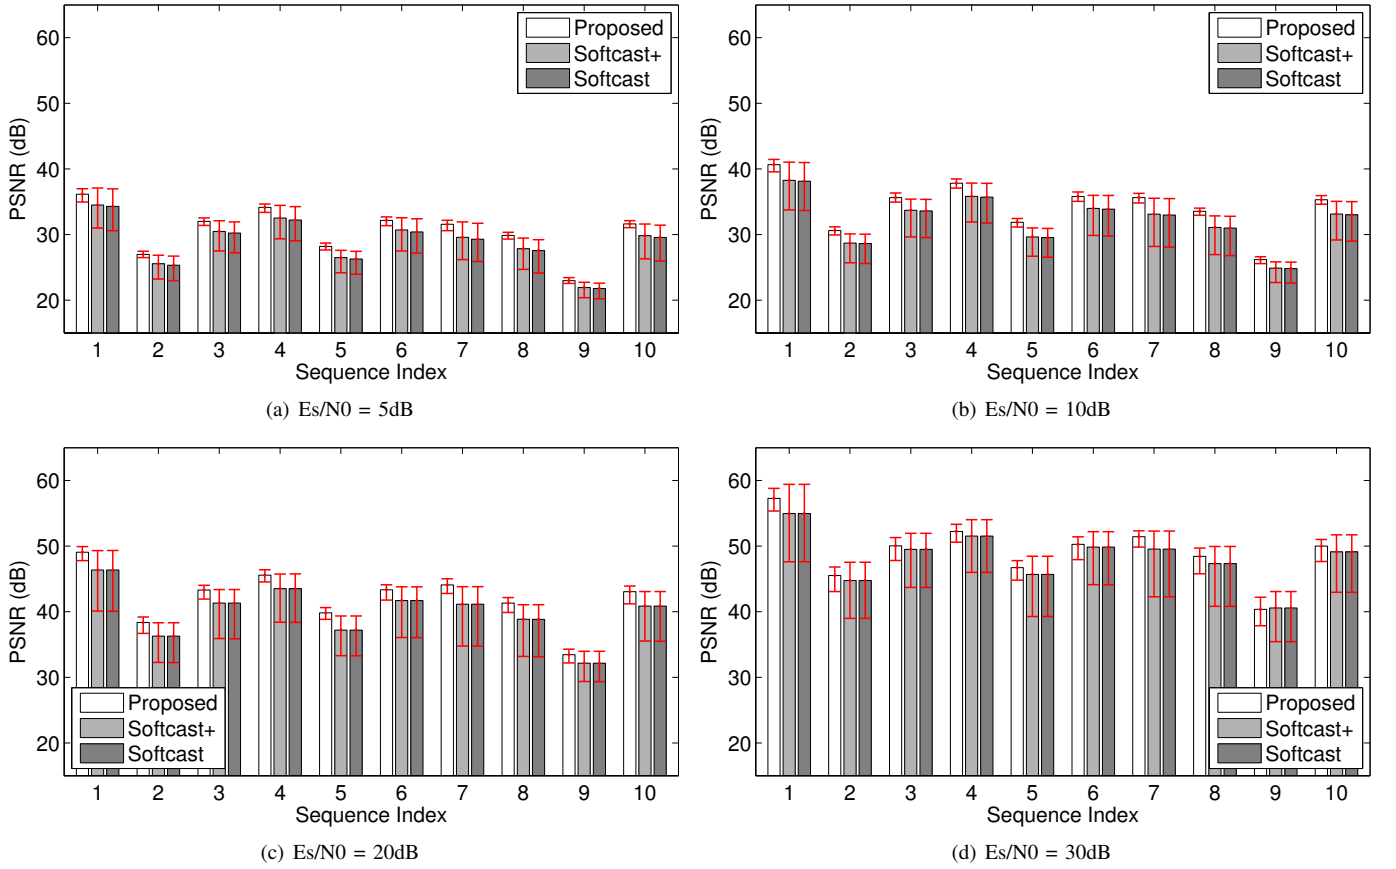 60
50
40
30
20
PSNR (dB)
Proposed
Softcast+
Softcast
1 2 3 4 5 6 7 8 9 10
Sequence Index
(a) Es/N0 = 5dB
60
50
40
30
20
PSNR (dB)
Proposed
Softcast+
Softcast
1 2 3 4 5 6 7 8 9 10
Sequence Index
(b) Es/N0 = 10dB
60
50
40
30
20
PSNR (dB)
Proposed
Softcast+
Softcast
1 2 3 4 5 6 7 8 9 10
Sequence Index
(c) Es/N0 = 20dB
60
50
40
30
20
PSNR (dB)
Proposed
Softcast+
Softcast
1 2 3 4 5 6 7 8 9 10
Sequence Index
(d) Es/N0 = 30dB